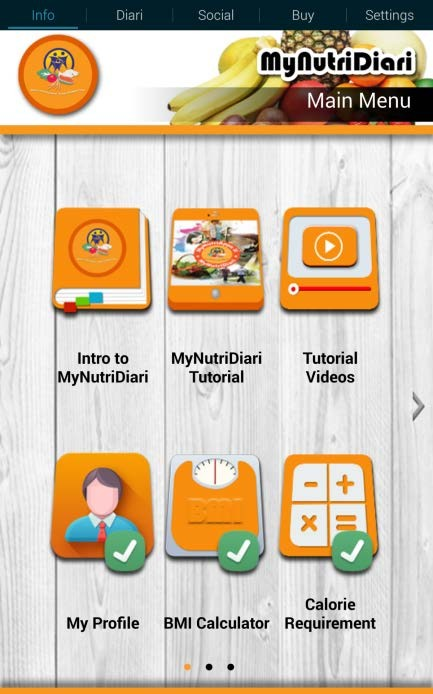 Info
Diari
Social
Buy
Settings
MyNutriDiari
Main Menu
Intro to
MyNutriDiari
MyNutriDiari
Tutorial
Tutorial
Videos
BMI
My Profile
BMI Calculator
Calorie
Requirement